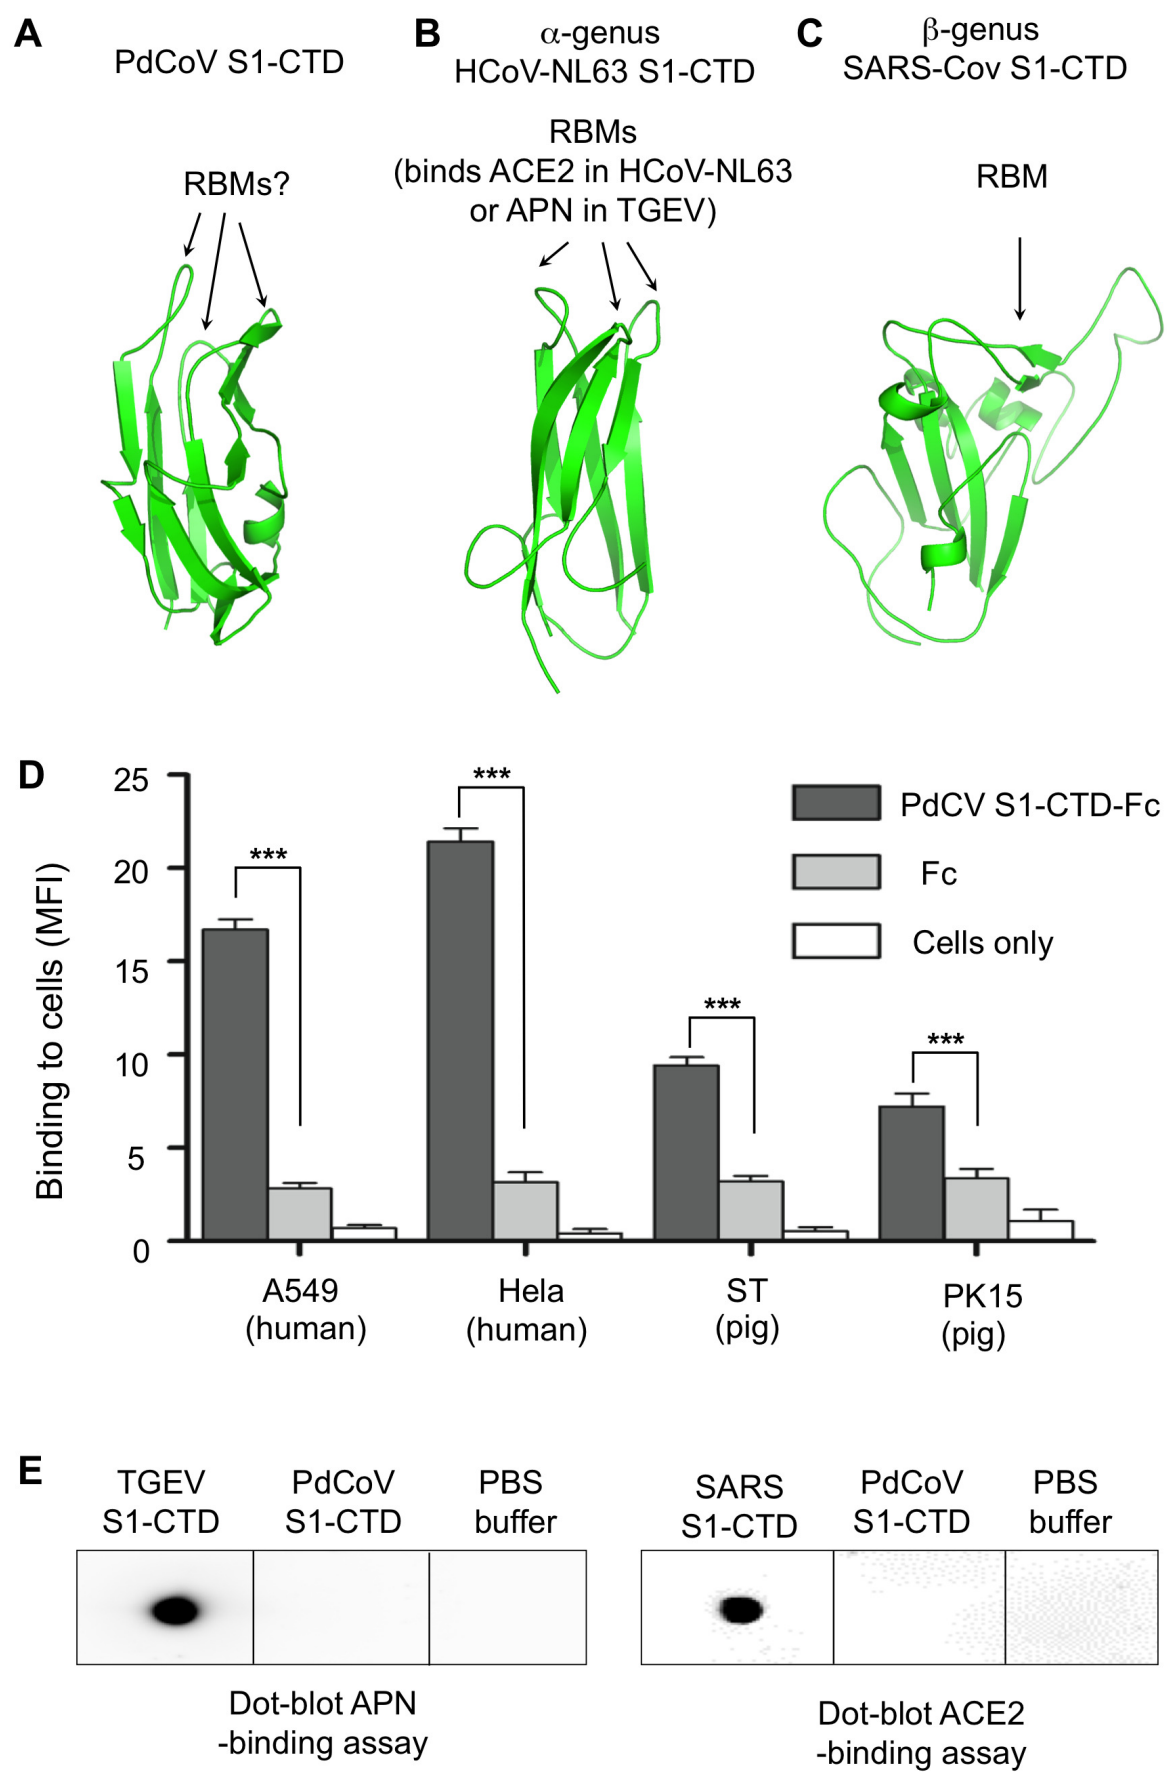 A
PdCoV S1-CTD
RBMs?
B
α-genus
HCoV-NL63 S1-CTD
RBMs
(binds ACE2 in HCoV-NL63
or APN in TGEV)
C
β-genus
SARS-Cov S1-CTD
RBM
D
Binding to cells (MFI)
25
20
15
10
5
0
***
***
***
***
PdCV S1-CTD-Fc
Fc
Cells only
A549
(human)
Hela
(human)
ST
(pig)
PK15
(pig)
E
TGEV
S1-CTD
PdCoV
S1-CTD
PBS
buffer
Dot-blot APN
-binding assay
SARS
S1-CTD
PdCoV
S1-CTD
PBS
buffer
Dot-blot ACE2
-binding assay